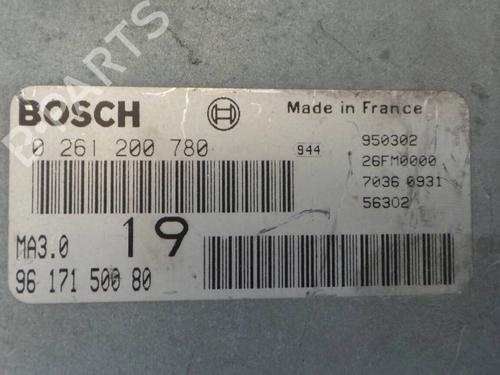 B-PARTS
BOSCH
Made in France
0 261 200 780
944
950302
26FM0000
7036 0931
56302
MA3.0
19
96 171 500 80